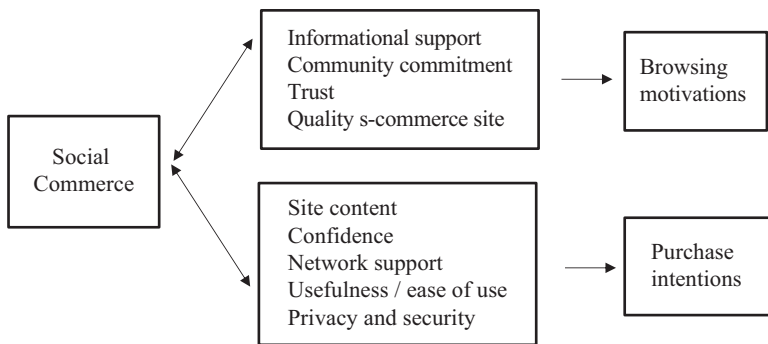 Social
Commerce
Informational support
Community commitment
Trust
Quality s-commerce site
Browsing
motivations
Site content
Confidence
Network support
Usefulness / ease of use
Privacy and security
Purchase
intentions